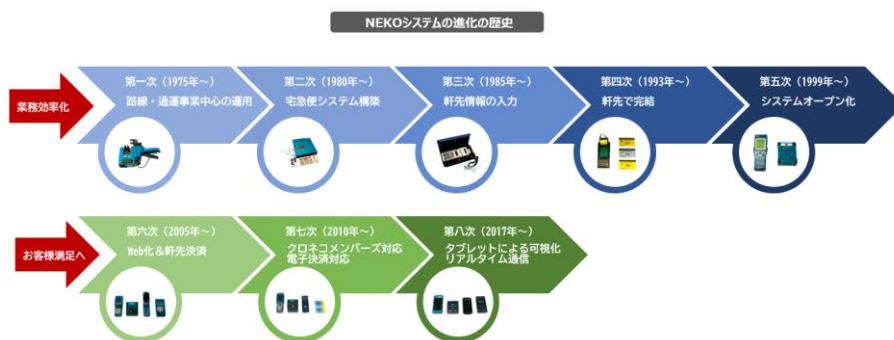 NEKOシステムの進化の歴史
業務効率化
第一次（1975年～）
路線・通運事業中心の運用
第二次（1980年～）
宅急便システム構築
第三次（1985年～）
軒先情報の入力
第四次（1993年～）
軒先で完結
第五次（1999年～）
システムオープン化
お客様満足へ
第六次（2005年～）
Web化＆軒先決済
第七次（2010年～）
クロネコメンバーズ対応
電子決済対応
第八次（2017年～）
タブレットによる可視化
リアルタイム通信